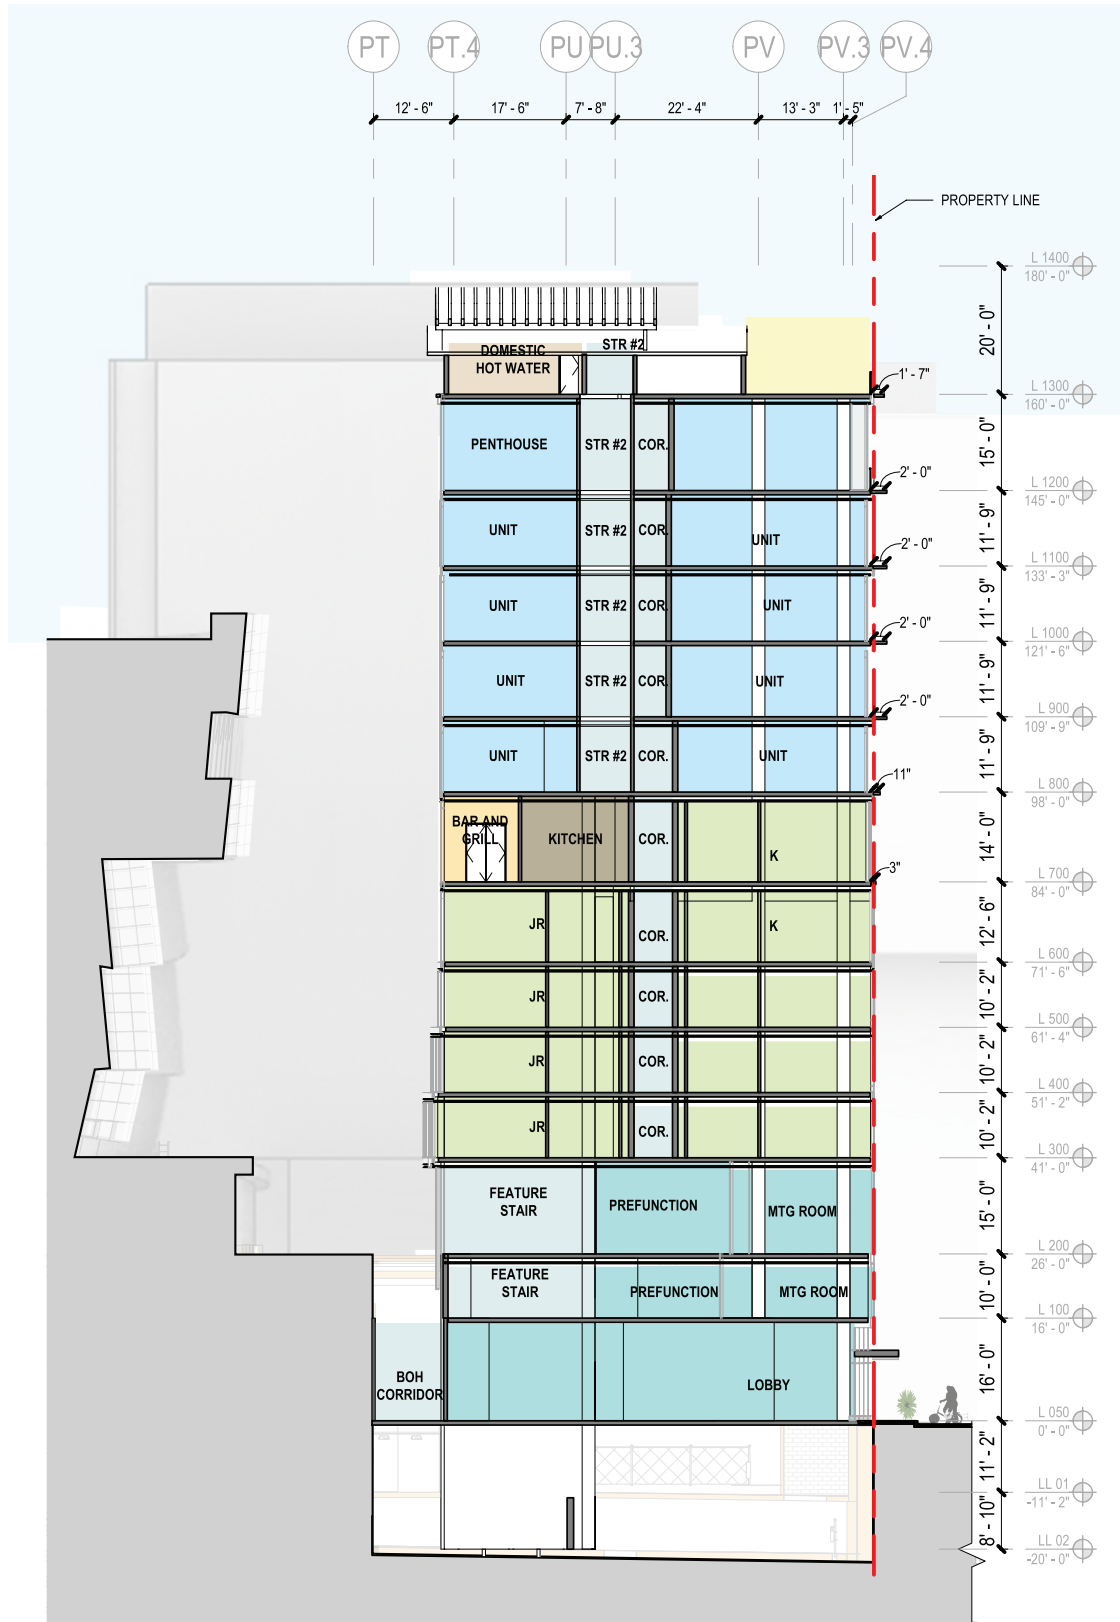 PT PT.4 PU PU.3 PV PV.3 PV.4
12' - 6" 17' - 6" 7' - 8" 22' - 4" 13' - 3" 1' - 5"
PROPERTY LINE
L 1400
180' - 0"
20' - 0"
STR #2
DOMESTIC
HOT WATER
1' - 7"
L 1300
160' - 0"
15' - 0"
PENTHOUSE STR #2 COR.
2' - 0"
L 1200
145' - 0"
11' - 9"
UNIT STR #2 COR. UNIT
2' - 0"
L 1100
133' - 3"
11' - 9"
UNIT STR #2 COR. UNIT
2' - 0"
L 1000
121' - 6"
11' - 9"
UNIT STR #2 COR. UNIT
2' - 0"
L 900
109' - 9"
11' - 9"
UNIT STR #2 COR. UNIT
11"
L 800
98' - 0"
14' - 0"
BAR AND
GRILL
KITCHEN COR. K
3"
L 700
84' - 0"
12' - 6"
JR COR. K
L 600
71' - 6"
10' - 2"
JR COR.
L 500
61' - 4"
10' - 2"
JR COR.
L 400
51' - 2"
10' - 2"
JR COR.
L 300
41' - 0"
15' - 0"
FEATURE
STAIR
PREFUNCTION MTG ROOM
L 200
26' - 0"
10' - 0"
FEATURE
STAIR
PREFUNCTION MTG ROOM
L 100
16' - 0"
16' - 0"
BOH
CORRIDOR
LOBBY
L 050
0' - 0"
11' - 2"
LL 01
-11' - 2"
8' - 10"
LL 02
-20' - 0"